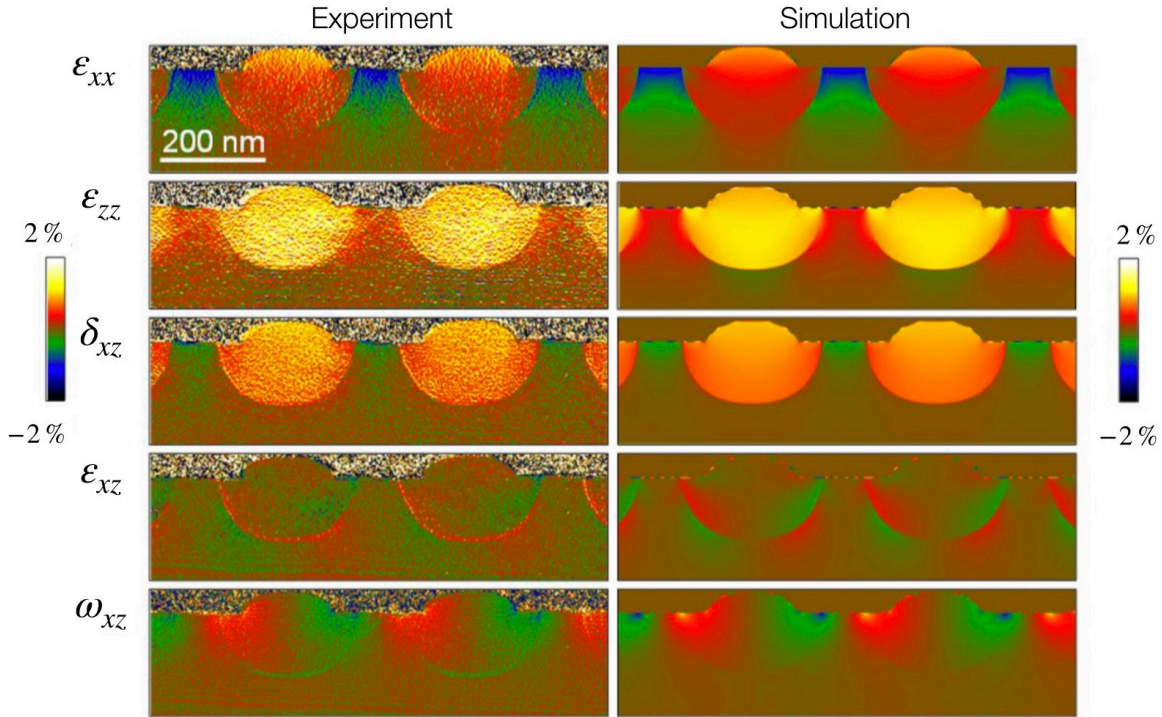 Experiment
Simulation
εxx
200 nm
εzz
2 %
2 %
δxz
−2 %
−2 %
εxz
ωxz